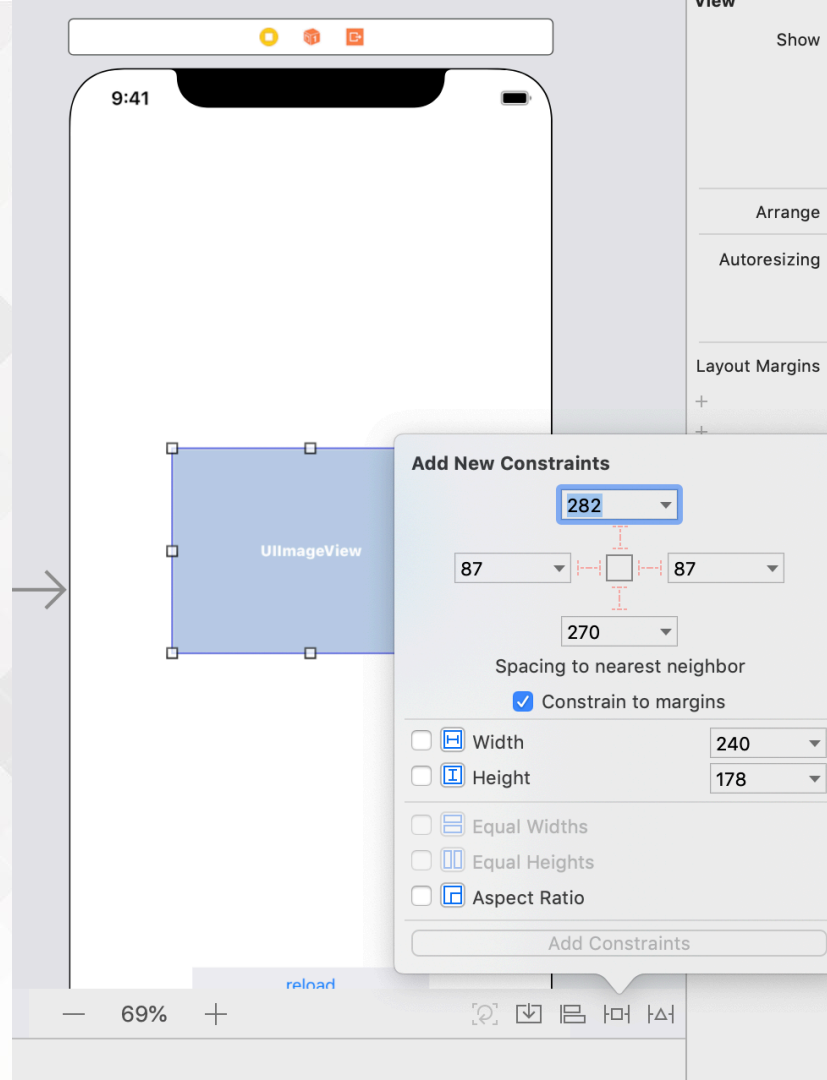 View
Show
9:41
Arrange
Autoresizing
Layout Margins
+
+
Add New Constraints
282
UIImageView
87
87
270
Spacing to nearest neighbor
Constrain to margins
Width
240
Height
178
Equal Widths
Equal Heights
Aspect Ratio
Add Constraints
reload
69%